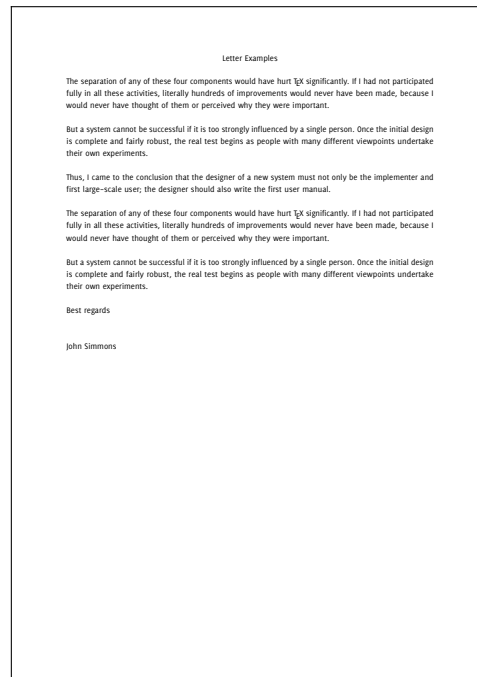 Letter Examples
The separation of any of these four components would have hurt TEX significantly. If I had not participated
fully in all these activities, literally hundreds of improvements would never have been made, because I
would never have thought of them or perceived why they were important.
But a system cannot be successful if it is too strongly influenced by a single person. Once the initial design
is complete and fairly robust, the real test begins as people with many different viewpoints undertake
their own experiments.
Thus, I came to the conclusion that the designer of a new system must not only be the implementer and
first large-scale user; the designer should also write the first user manual.
The separation of any of these four components would have hurt TEX significantly. If I had not participated
fully in all these activities, literally hundreds of improvements would never have been made, because I
would never have thought of them or perceived why they were important.
But a system cannot be successful if it is too strongly influenced by a single person. Once the initial design
is complete and fairly robust, the real test begins as people with many different viewpoints undertake
their own experiments.
Best regards
John Simmons